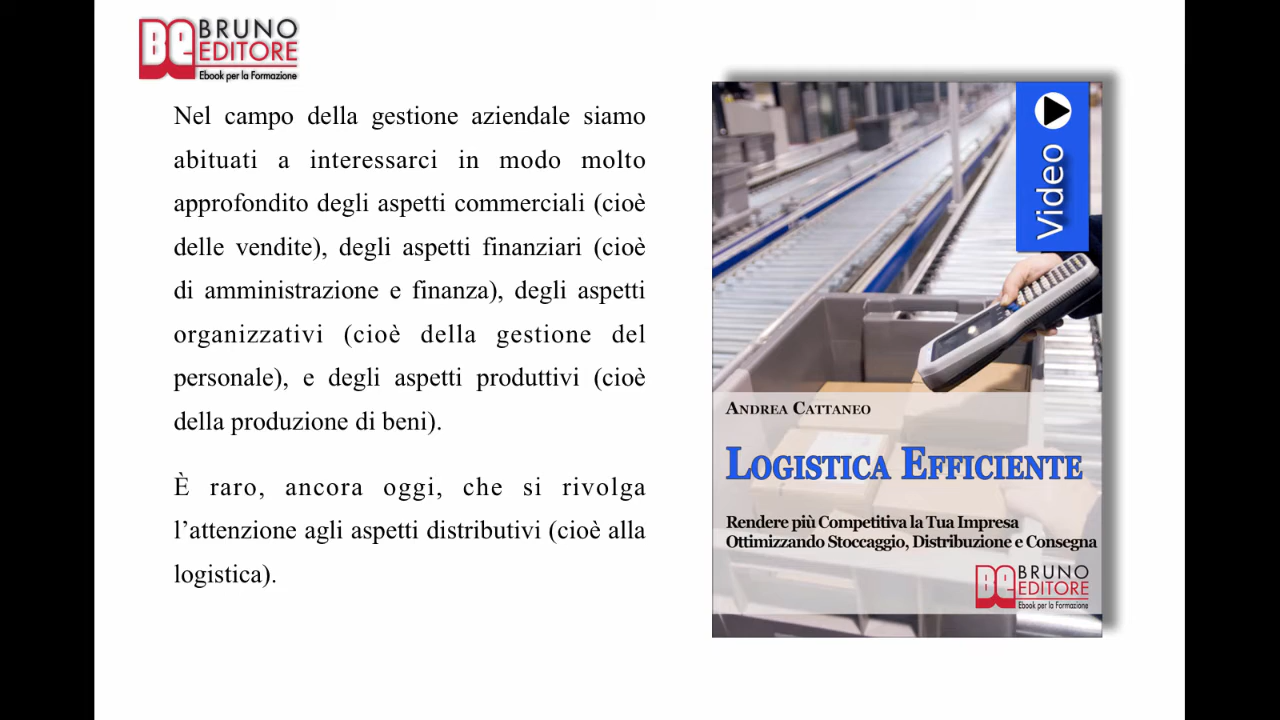 BRUNO
EDITORE
Ebook per la Formazione
Nel campo della gestione aziendale siamo
abituati a interessarci in modo molto
approfondito degli aspetti commerciali (cioè
delle vendite), degli aspetti finanziari (cioè
di amministrazione e finanza), degli aspetti
organizzativi (cioè della gestione del
personale), e degli aspetti produttivi (cioè
della produzione di beni).
È raro, ancora oggi, che si rivolga
l’attenzione agli aspetti distributivi (cioè alla
logistica).
Video
ANDREA CATTANEO
LOGISTICA EFFICIENTE
Rendere più Competitiva la Tua Impresa
Ottimizzando Stoccaggio, Distribuzione e Consegna
BRUNO
EDITORE
Ebook per la Formazione